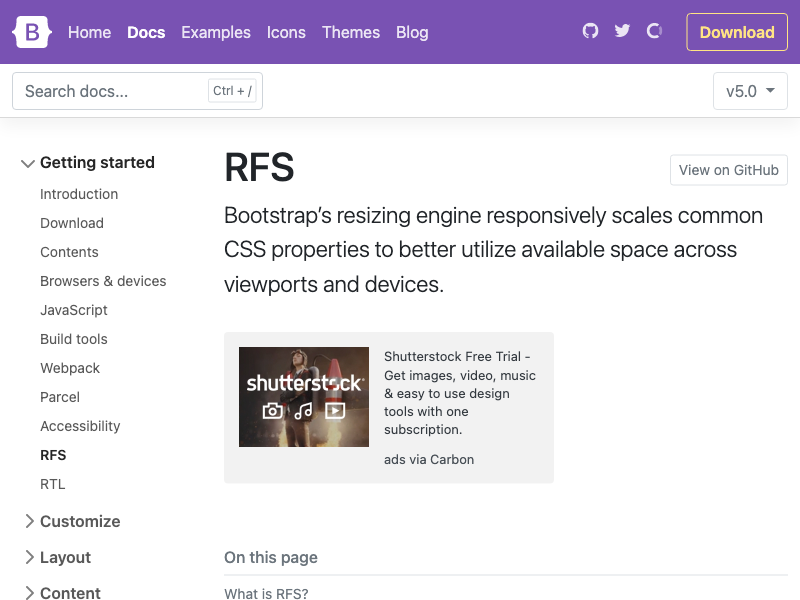 B
Home
Docs
Examples
Icons
Themes
Blog
Download
Search docs...
Ctrl + /
v5.0
Getting started
Introduction
Download
Contents
Browsers & devices
JavaScript
Build tools
Webpack
Parcel
Accessibility
RFS
RTL
Customize
Layout
Content
RFS
View on GitHub
Bootstrap’s resizing engine responsively scales common
CSS properties to better utilize available space across
viewports and devices.
shutterstock
Shutterstock Free Trial -
Get images, video, music
& easy to use design
tools with one
subscription.
ads via Carbon
On this page
What is RFS?